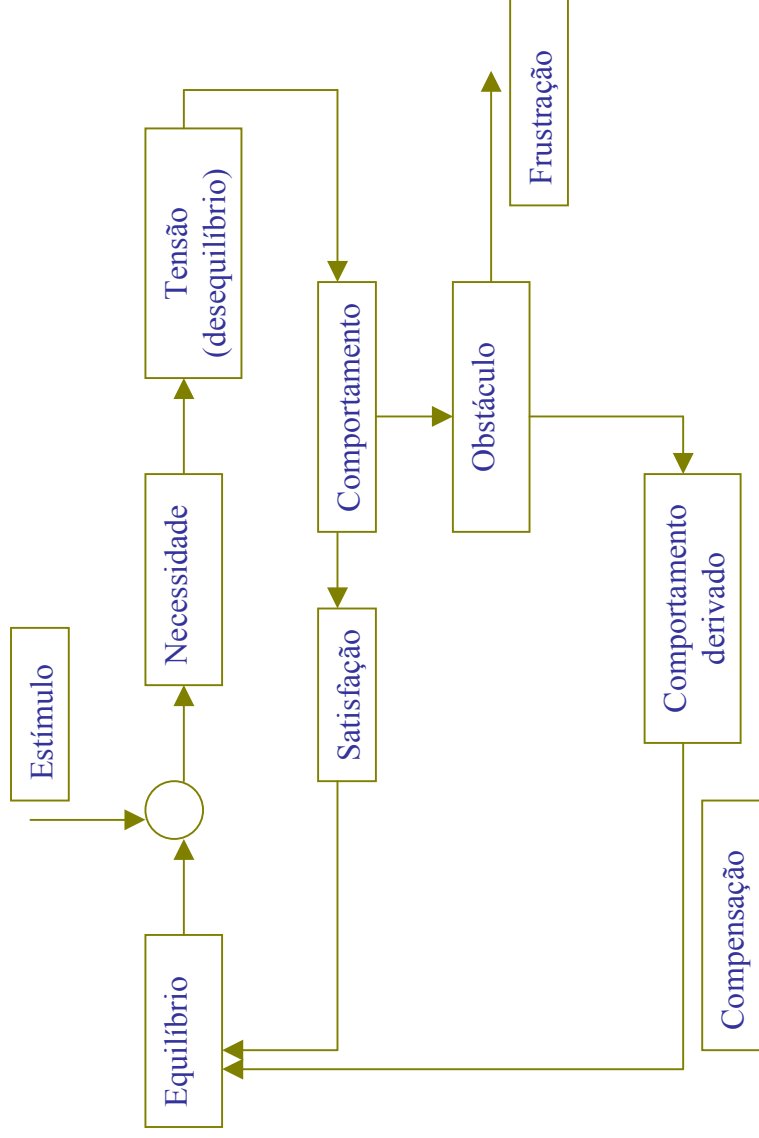 Estímulo
Equilíbrio
Necessidade
Tensão
(desequilíbrio)
Satisfação
Comportamento
Obstáculo
Frustração
Comportamento
derivado
Compensação